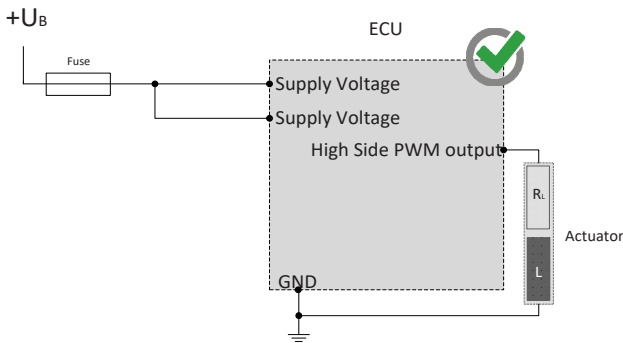 +UB
ECU
Fuse
Supply Voltage
Supply Voltage
High Side PWM output
RL
Actuator
L
GND